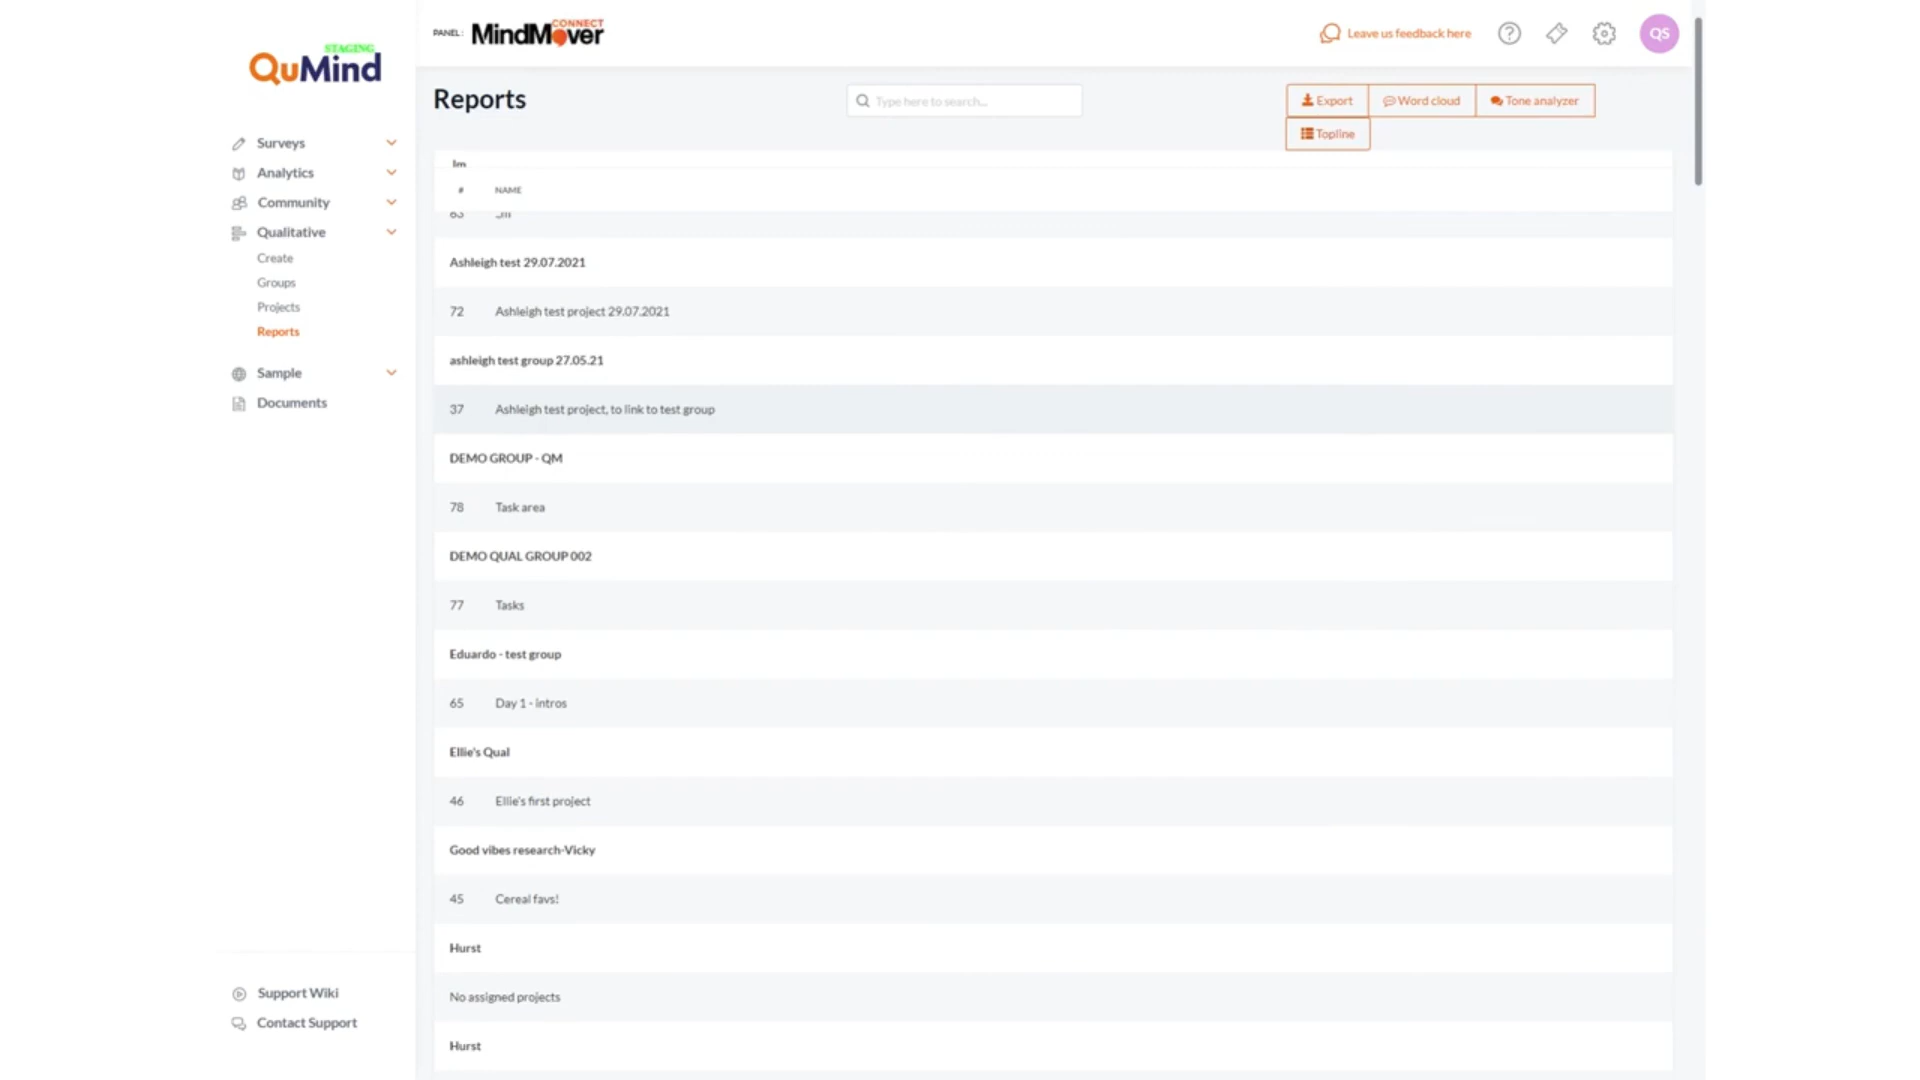 STAGING
QuMind
Surveys
Analytics
Community
Qualitative
Create
Groups
Projects
Reports
Sample
Documents
Support Wiki
Contact Support
PANEL: MindMover CONNECT
Leave us feedback here
QS
Reports
Type here to search...
Export
Word cloud
Tone analyzer
Topline
lm
# NAME
63
Ashleigh test 29.07.2021
72 Ashleigh test project 29.07.2021
ashleigh test group 27.05.21
37 Ashleigh test project, to link to test group
DEMO GROUP - QM
78 Task area
DEMO QUAL GROUP 002
77 Tasks
Eduardo - test group
65 Day 1 - intros
Ellie's Qual
46 Ellie's first project
Good vibes research-Vicky
45 Cereal favs!
Hurst
No assigned projects
Hurst